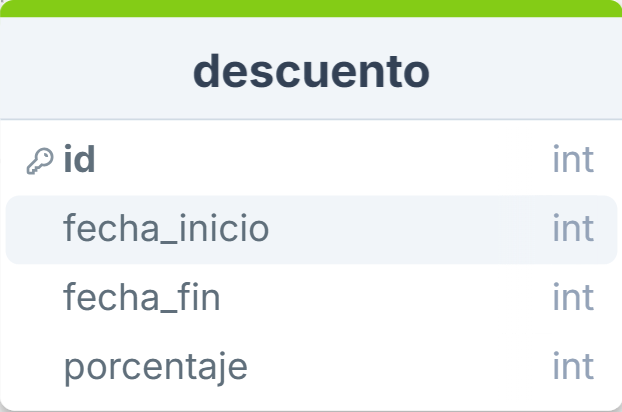 descuento
id int
fecha_inicio int
fecha_fin int
porcentaje int